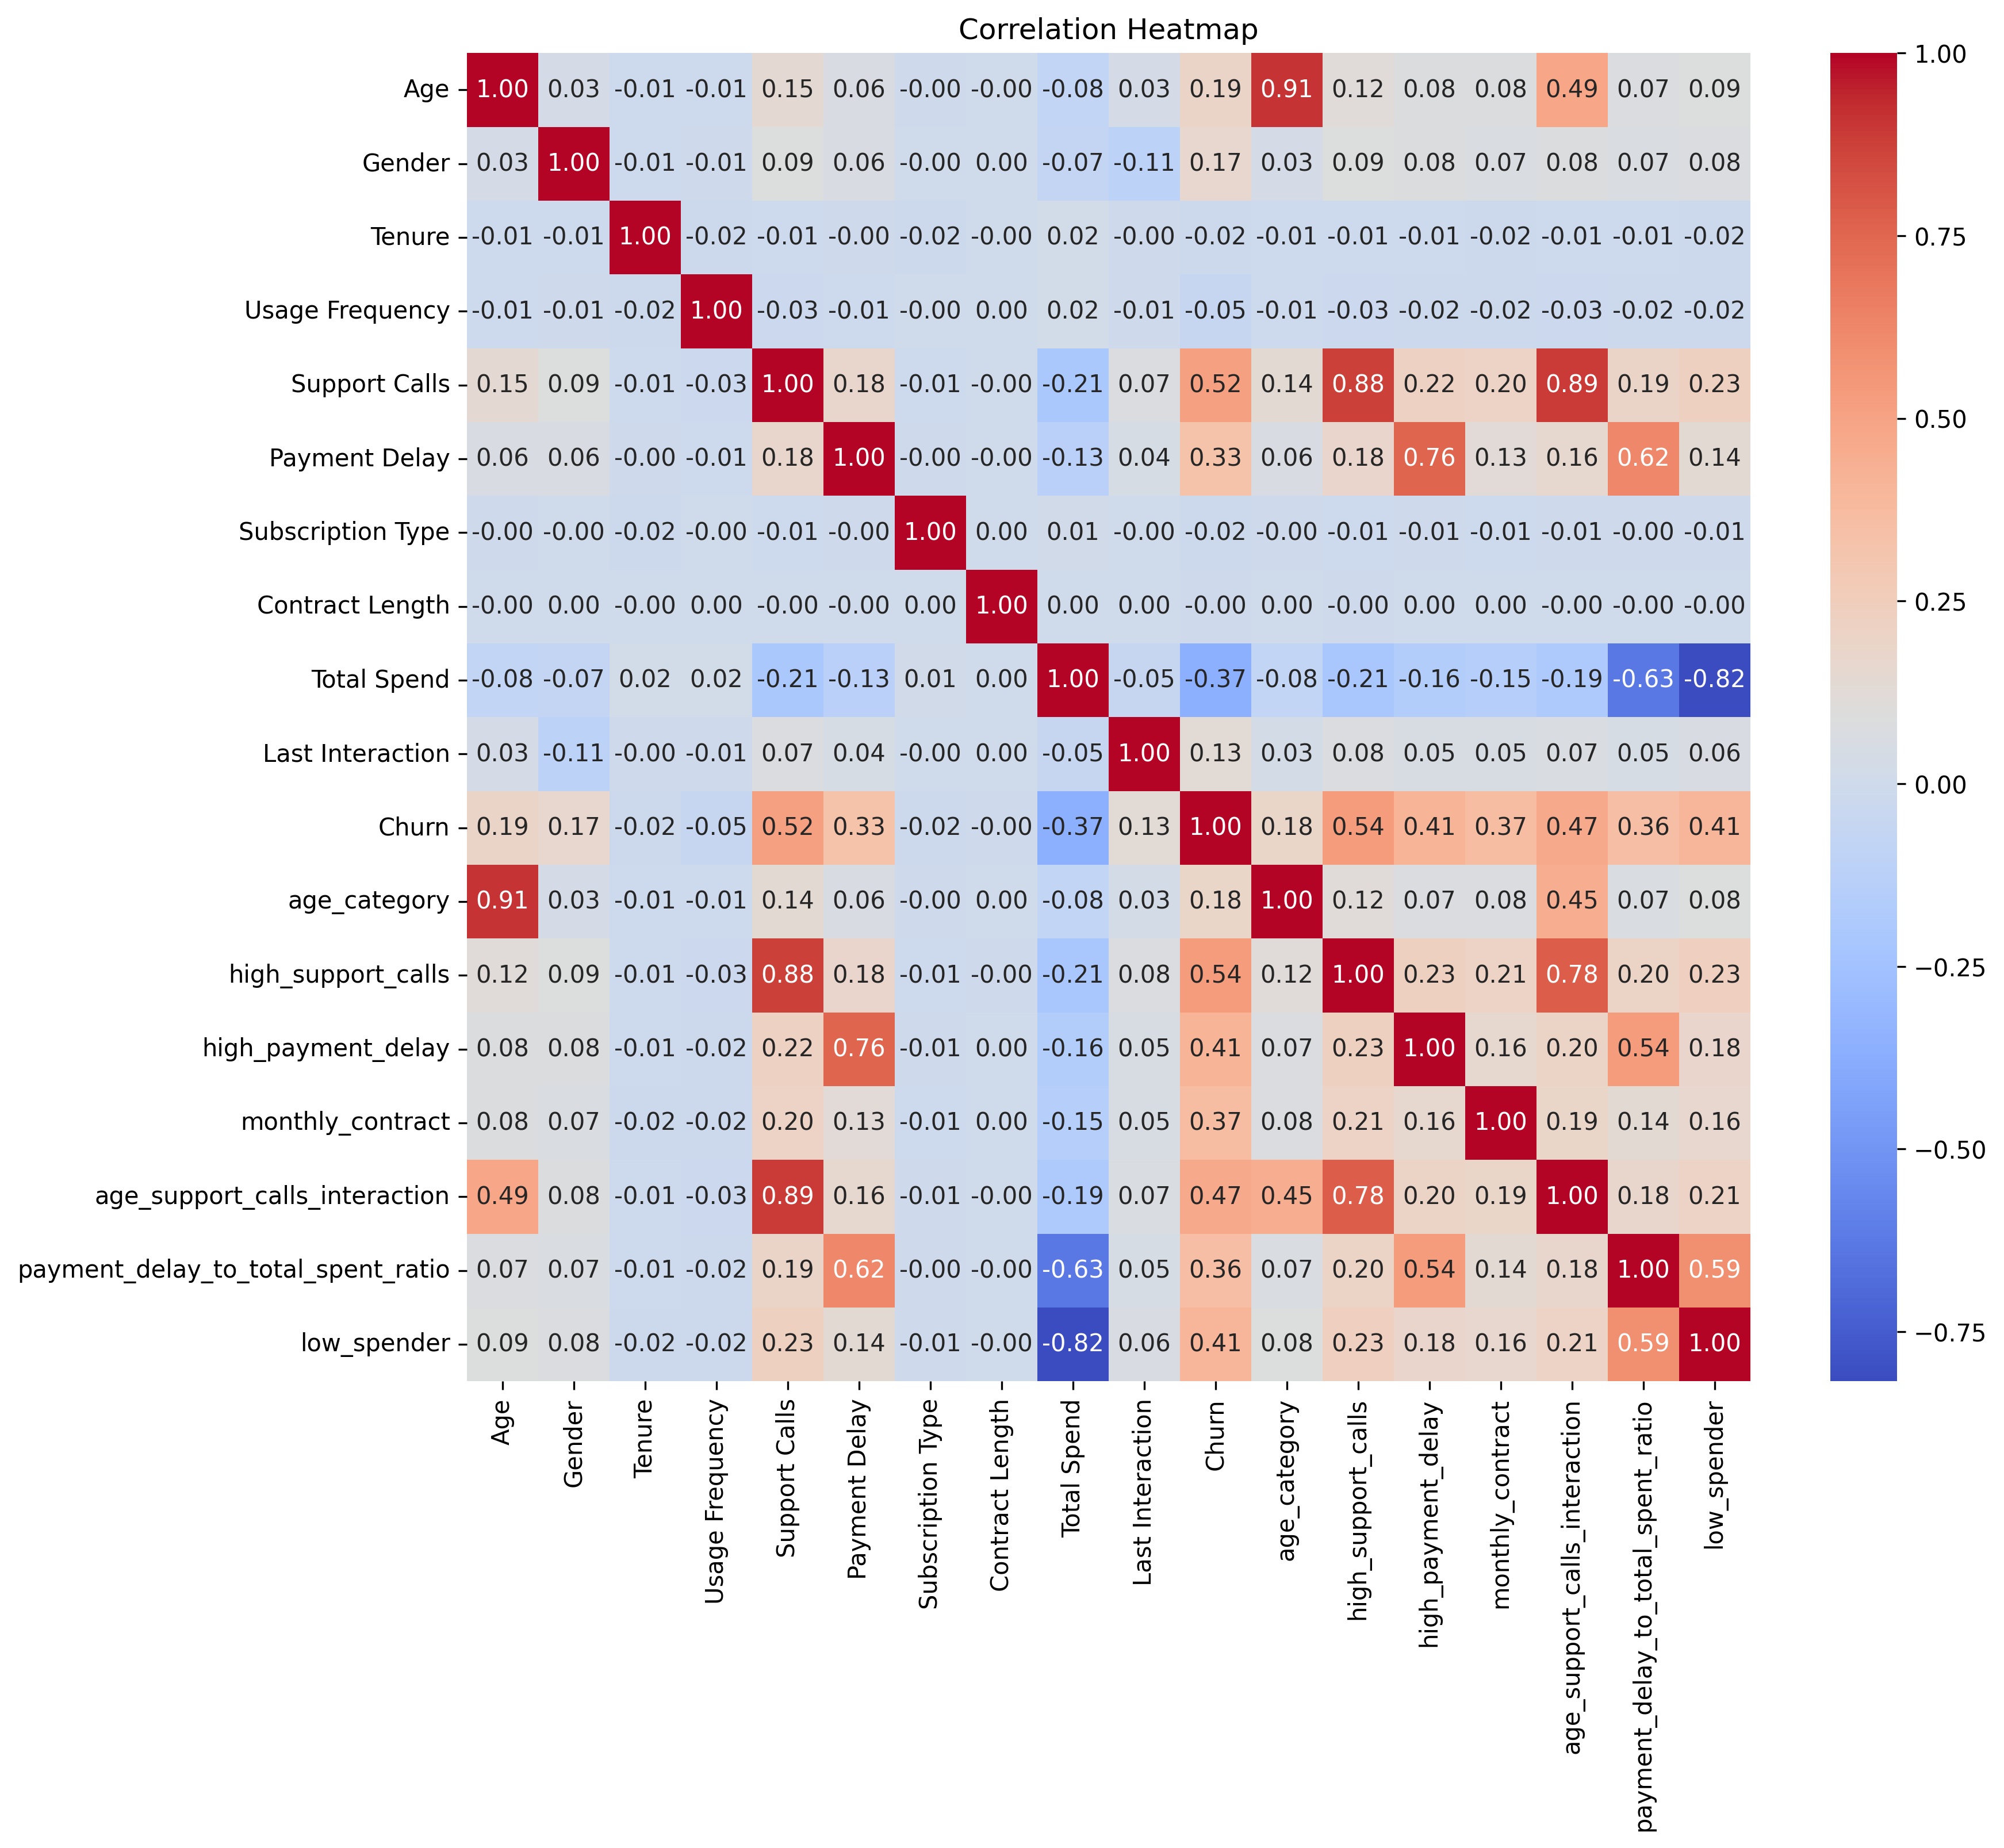 Correlation Heatmap
Age 1.00 0.03 -0.01 -0.01 0.15 0.06 -0.00 -0.00 -0.08 0.03 0.19 0.91 0.12 0.08 0.08 0.49 0.07 0.09
Gender 0.03 1.00 -0.01 -0.01 0.09 0.06 -0.00 0.00 -0.07 -0.11 0.17 0.03 0.09 0.08 0.07 0.08 0.07 0.08
Tenure -0.01 -0.01 1.00 -0.02 -0.01 -0.00 -0.02 -0.00 0.02 -0.00 -0.02 -0.01 -0.01 -0.01 -0.02 -0.01 -0.01 -0.02
Usage Frequency -0.01 -0.01 -0.02 1.00 -0.03 -0.01 -0.00 0.00 0.02 -0.01 -0.05 -0.01 -0.03 -0.02 -0.02 -0.03 -0.02 -0.02
Support Calls 0.15 0.09 -0.01 -0.03 1.00 0.18 -0.01 -0.00 -0.21 0.07 0.52 0.14 0.88 0.22 0.20 0.89 0.19 0.23
Payment Delay 0.06 0.06 -0.00 -0.01 0.18 1.00 -0.00 -0.00 -0.13 0.04 0.33 0.06 0.18 0.76 0.13 0.16 0.62 0.14
Subscription Type -0.00 -0.00 -0.02 -0.00 -0.01 -0.00 1.00 0.00 0.01 -0.00 -0.02 -0.00 -0.01 -0.01 -0.01 -0.01 -0.00 -0.01
Contract Length -0.00 0.00 -0.00 0.00 -0.00 -0.00 0.00 1.00 0.00 0.00 -0.00 0.00 -0.00 0.00 0.00 -0.00 -0.00 -0.00
Total Spend -0.08 -0.07 0.02 0.02 -0.21 -0.13 0.01 0.00 1.00 -0.05 -0.37 -0.08 -0.21 -0.16 -0.15 -0.19 -0.63 -0.82
Last Interaction 0.03 -0.11 -0.00 -0.01 0.07 0.04 -0.00 0.00 -0.05 1.00 0.13 0.03 0.08 0.05 0.05 0.07 0.05 0.06
Churn 0.19 0.17 -0.02 -0.05 0.52 0.33 -0.02 -0.00 -0.37 0.13 1.00 0.18 0.54 0.41 0.37 0.47 0.36 0.41
age_category 0.91 0.03 -0.01 -0.01 0.14 0.06 -0.00 0.00 -0.08 0.03 0.18 1.00 0.12 0.07 0.08 0.45 0.07 0.08
high_support_calls 0.12 0.09 -0.01 -0.03 0.88 0.18 -0.01 -0.00 -0.21 0.08 0.54 0.12 1.00 0.23 0.21 0.78 0.20 0.23
high_payment_delay 0.08 0.08 -0.01 -0.02 0.22 0.76 -0.01 0.00 -0.16 0.05 0.41 0.07 0.23 1.00 0.16 0.20 0.54 0.18
monthly_contract 0.08 0.07 -0.02 -0.02 0.20 0.13 -0.01 0.00 -0.15 0.05 0.37 0.08 0.21 0.16 1.00 0.19 0.14 0.16
age_support_calls_interaction 0.49 0.08 -0.01 -0.03 0.89 0.16 -0.01 -0.00 -0.19 0.07 0.47 0.45 0.78 0.20 0.19 1.00 0.18 0.21
payment_delay_to_total_spent_ratio 0.07 0.07 -0.01 -0.02 0.19 0.62 -0.00 -0.00 -0.63 0.05 0.36 0.07 0.20 0.54 0.14 0.18 1.00 0.59
low_spender 0.09 0.08 -0.02 -0.02 0.23 0.14 -0.01 -0.00 -0.82 0.06 0.41 0.08 0.23 0.18 0.16 0.21 0.59 1.00
Age
Gender
Tenure
Usage Frequency
Support Calls
Payment Delay
Subscription Type
Contract Length
Total Spend
Last Interaction
Churn
age_category
high_support_calls
high_payment_delay
monthly_contract
age_support_calls_interaction
payment_delay_to_total_spent_ratio
low_spender
1.00
0.75
0.50
0.25
0.00
−0.25
−0.50
−0.75